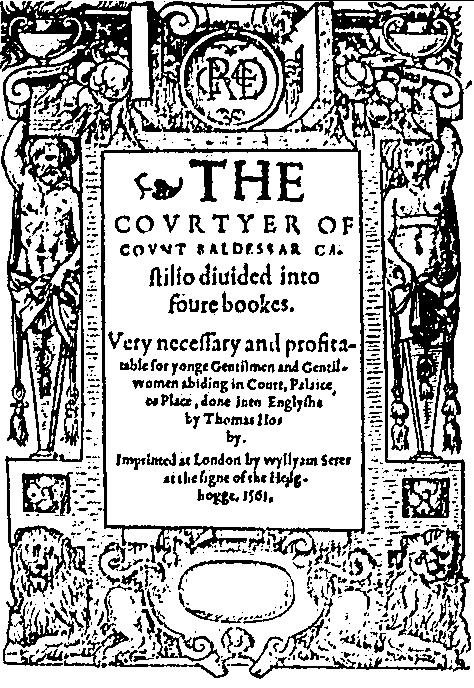 THE
COVRTYER OF
COVNT BALDESSAR CA-
stilio diuided into
foure bookes.
Very necessary and profita-
table for yonge Gentilmen and Gentil-
women abiding in Court, Palaice
or Place, done into Englyshe
by Thomas Ho-
by.
Imprinted at London by wyllyam Seres
at the signe of the Hedg-
hogge. 1561.